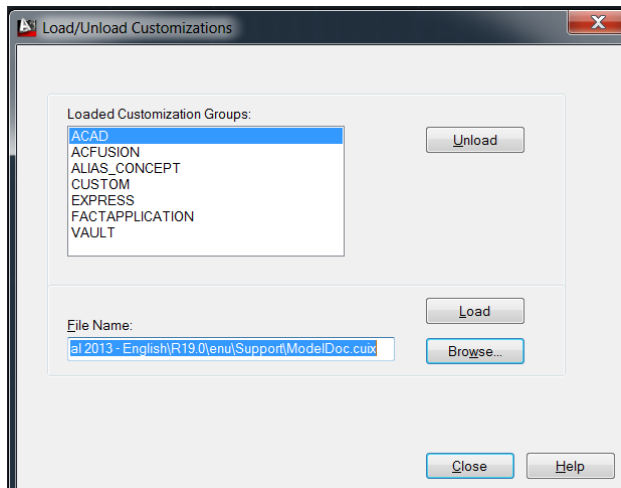 Load/Unload Customizations
Loaded Customization Groups:
ACAD
ACFUSION
ALIAS_CONCEPT
CUSTOM
EXPRESS
FACTAPPLICATION
VAULT
Unload
Load
File Name:
al 2013 - English\R19.0\enu\Support\ModelDoc.cuix
Browse...
Close Help